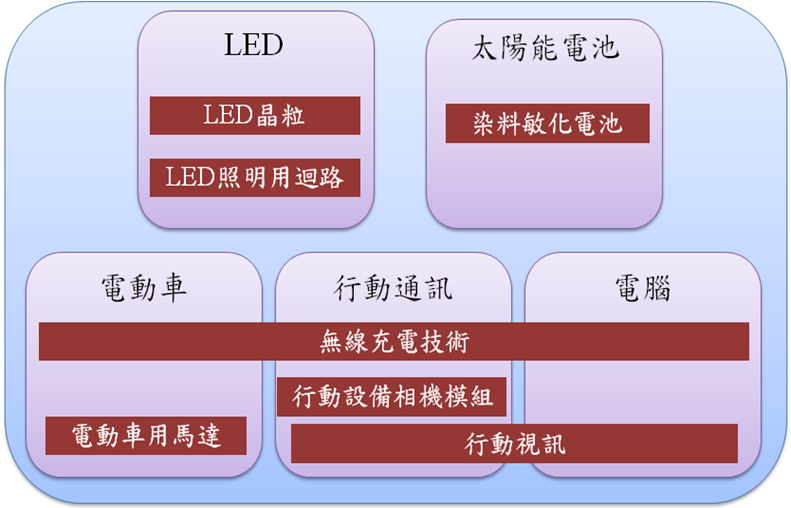 LED
LED晶粒
LED照明用迴路
太陽能電池
染料敏化電池
電動車
行動通訊
電腦
無線充電技術
行動設備相機模組
電動車用馬達
行動視訊